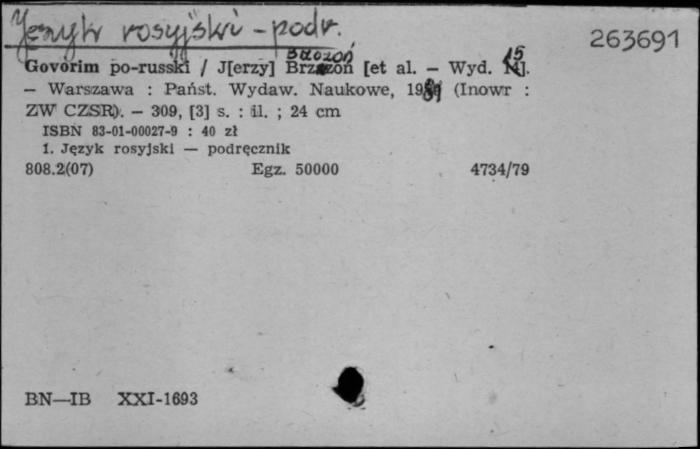 Język rosyjski - podr.
263691
Brzozoń 15
Govorim po-russki / J[erzy] [et al. – Wyd. ].
– Warszawa : Państ. Wydaw. Naukowe, (Inowr :
ZW CZSR). – 309, [3] s. : il. ; 24 cm
ISBN 83-01-00027-9 : 40 zł
1. Język rosyjski — podręcznik
808.2(07) Egz. 50000 4734/79
BN—IB XXI-1693